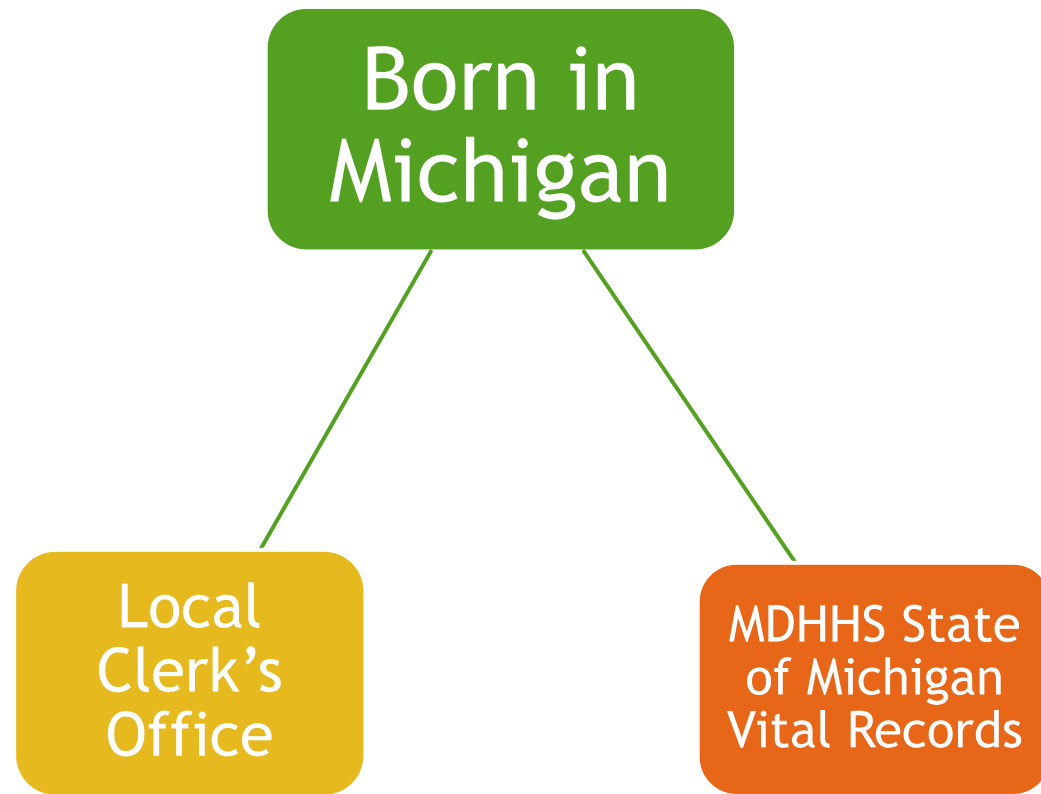 Born in
Michigan
Local
Clerk’s
Office
MDHHS State
of Michigan
Vital Records